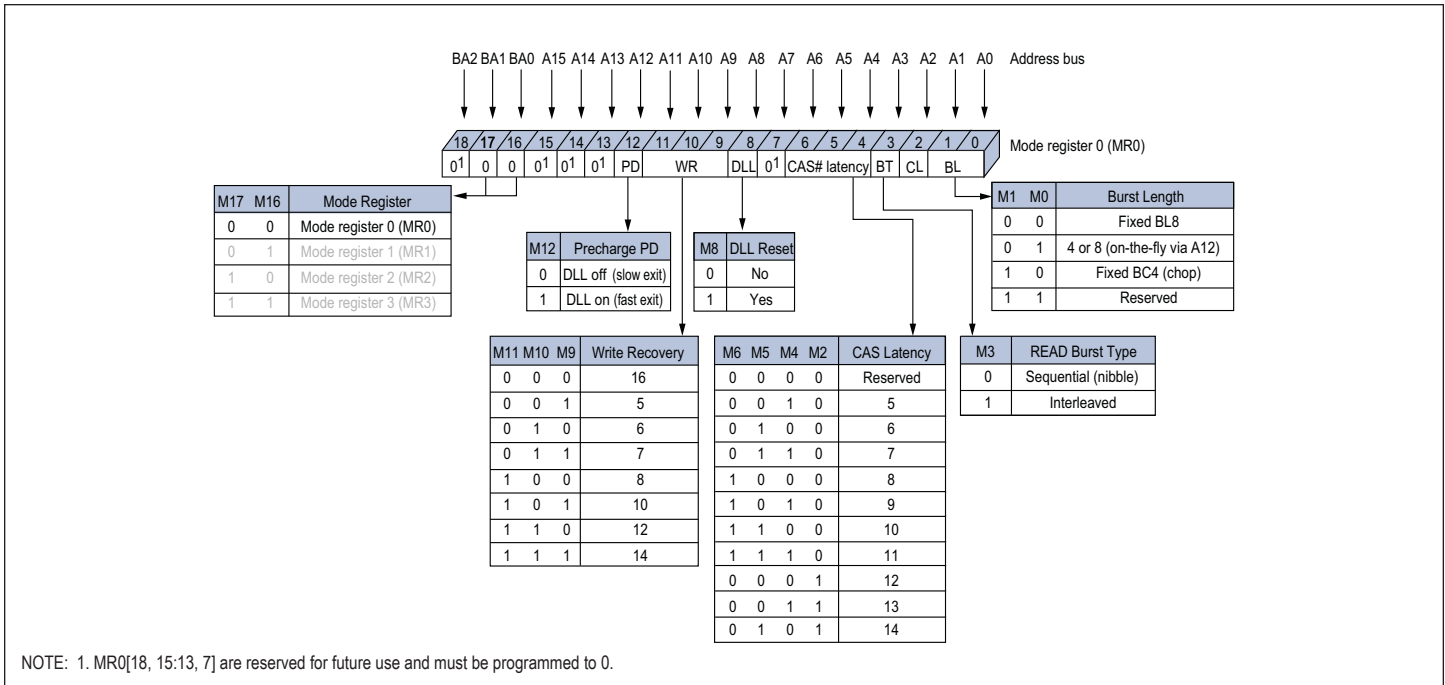 BA2 BA1 BA0 A15 A14 A13 A12 A11 A10 A9 A8 A7 A6 A5 A4 A3 A2 A1 A0 Address bus
18 17 16 15 14 13 12 11 10 9 8 7 6 5 4 3 2 1 0 Mode register 0 (MR0)
0¹ 0 0 0¹ 0¹ 0¹ PD WR DLL 0¹ CAS# latency BT CL BL
M17 M16 Mode Register
0 0 Mode register 0 (MR0)
0 1 Mode register 1 (MR1)
1 0 Mode register 2 (MR2)
1 1 Mode register 3 (MR3)
M12 Precharge PD
0 DLL off (slow exit)
1 DLL on (fast exit)
M8 DLL Reset
0 No
1 Yes
M1 M0 Burst Length
0 0 Fixed BL8
0 1 4 or 8 (on-the-fly via A12)
1 0 Fixed BC4 (chop)
1 1 Reserved
M11 M10 M9 Write Recovery
0 0 0 16
0 0 1 5
0 1 0 6
0 1 1 7
1 0 0 8
1 0 1 10
1 1 0 12
1 1 1 14
M6 M5 M4 M2 CAS Latency
0 0 0 0 Reserved
0 0 1 0 5
0 1 0 0 6
0 1 1 0 7
1 0 0 0 8
1 0 1 0 9
1 1 0 0 10
1 1 1 0 11
0 0 0 1 12
0 0 1 1 13
0 1 0 1 14
M3 READ Burst Type
0 Sequential (nibble)
1 Interleaved
NOTE: 1. MR0[18, 15:13, 7] are reserved for future use and must be programmed to 0.